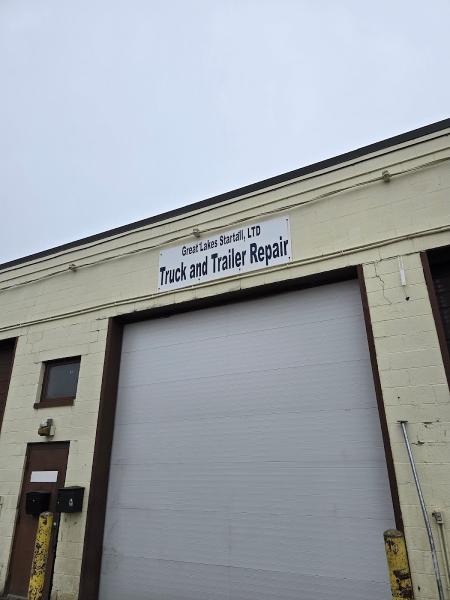 Great Lakes Startall, LTD
Truck and Trailer Repair